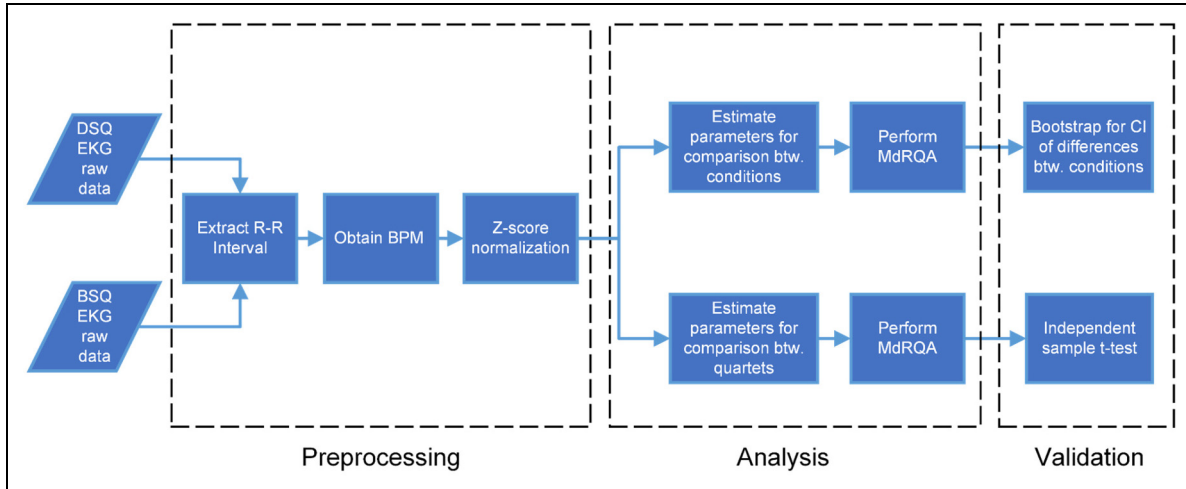 DSQ
EKG
raw
data
BSQ
EKG
raw
data
Extract R-R
Interval
Obtain BPM
Z-score
normalization
Estimate
parameters for
comparison btw.
conditions
Perform
MdRQA
Bootstrap for CI
of differences
btw. conditions
Estimate
parameters for
comparison btw.
quartets
Perform
MdRQA
Independent
sample t-test
Preprocessing
Analysis
Validation